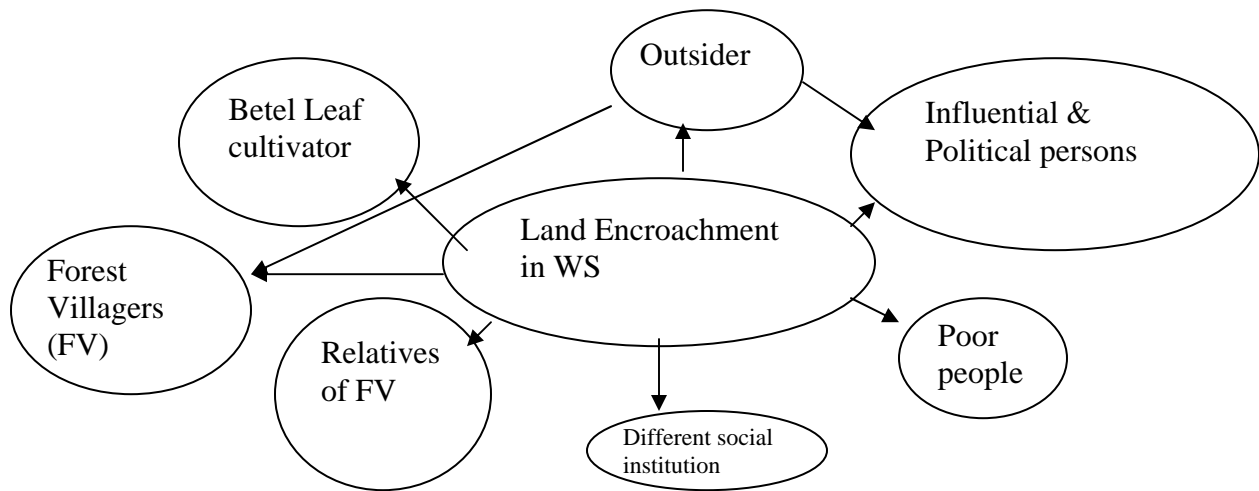 Outsider
Betel Leaf
cultivator
Influential &
Political persons
Land Encroachment
in WS
Forest
Villagers
(FV)
Relatives
of FV
Poor
people
Different social
institution